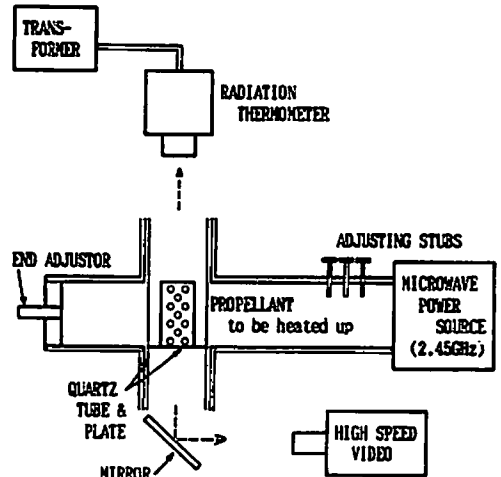 TRANS-
FORMER
RADIATION
THERMOMETER
ADJUSTING STUBS
END ADJUSTOR
MICROWAVE
POWER
SOURCE
(2.45GHz)
PROPELLANT
to be heated up
QUARTZ
TUBE &
PLATE
MIRROR
HIGH SPEED
VIDEO